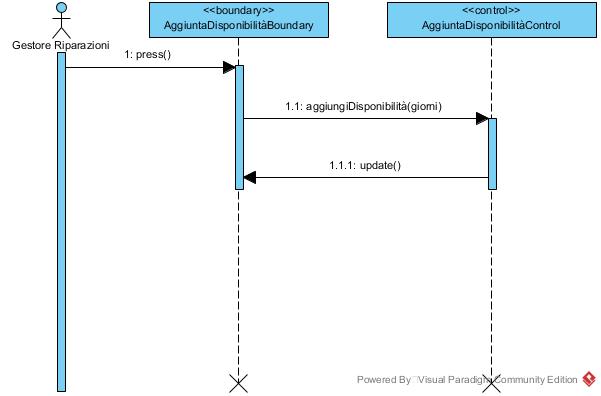 <<boundary>>
AggiuntaDisponibilitàBoundary
<<control>>
AggiuntaDisponibilitàControl
Gestore Riparazioni
1: press()
1.1: aggiungiDisponibilità(giorni)
1.1.1: update()
Powered By Visual Paradigm Community Edition